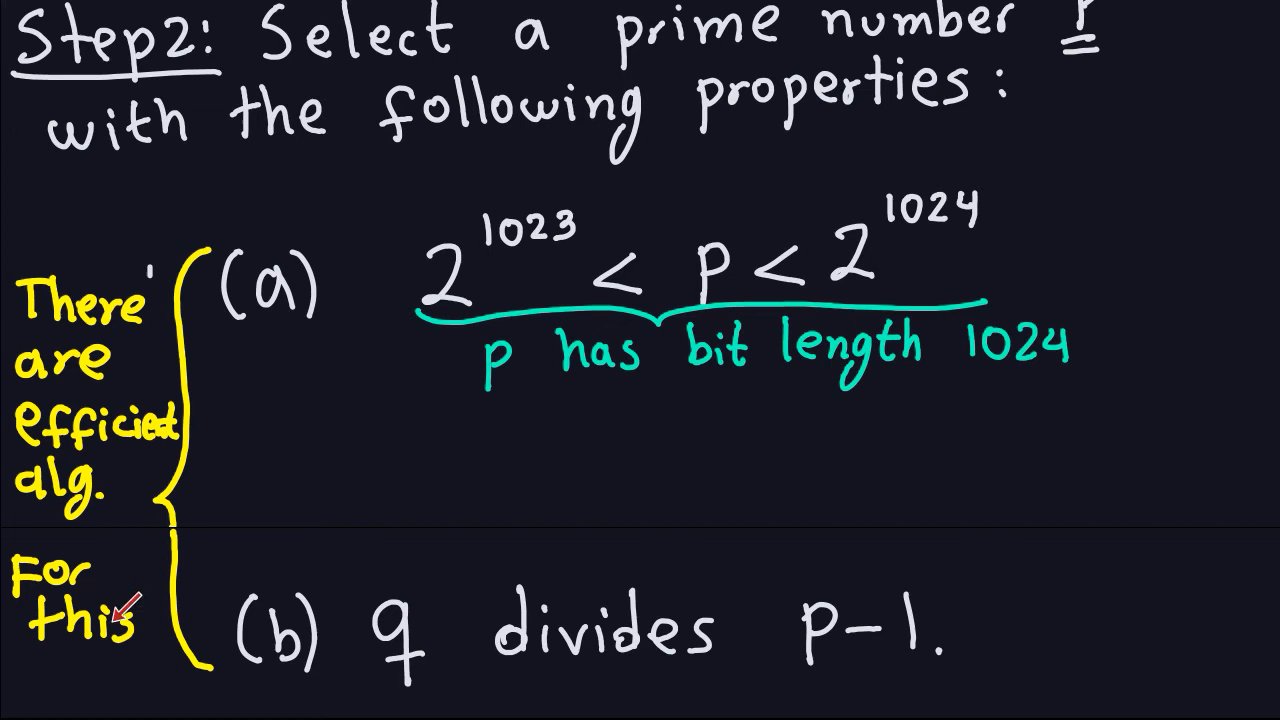 Step2: Select a prime number p
with the following properties:
(a) 2^1023 < p < 2^1024
p has bit length 1024
There
are
efficient
alg.
For
this
(b) q divides p-1.